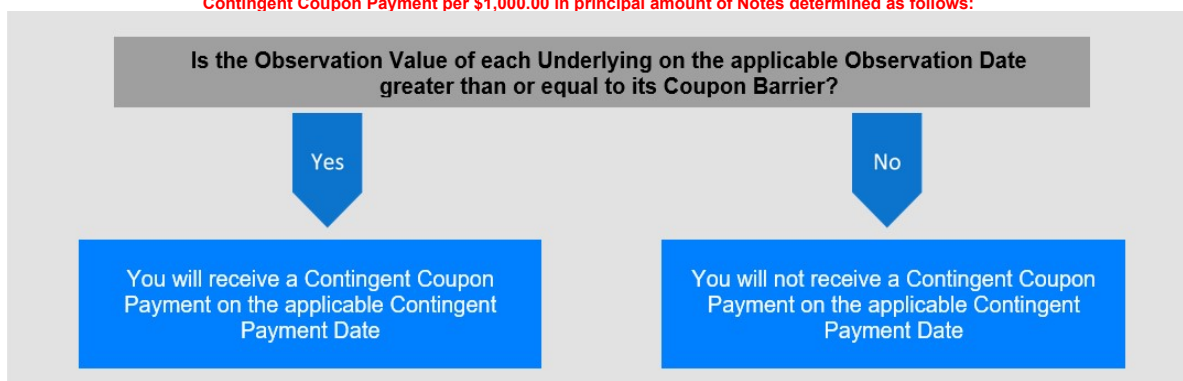 Contingent Coupon Payment per $1,000.00 in principal amount of Notes determined as follows:
Is the Observation Value of each Underlying on the applicable Observation Date
greater than or equal to its Coupon Barrier?
Yes
No
You will receive a Contingent Coupon
Payment on the applicable Contingent
Payment Date
You will not receive a Contingent Coupon
Payment on the applicable Contingent
Payment Date